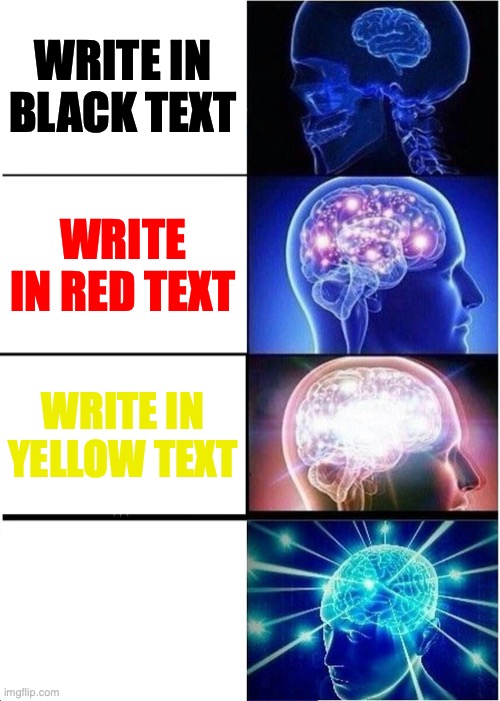 WRITE IN
BLACK TEXT
WRITE
IN RED TEXT
WRITE IN
YELLOW TEXT
imgflip.com